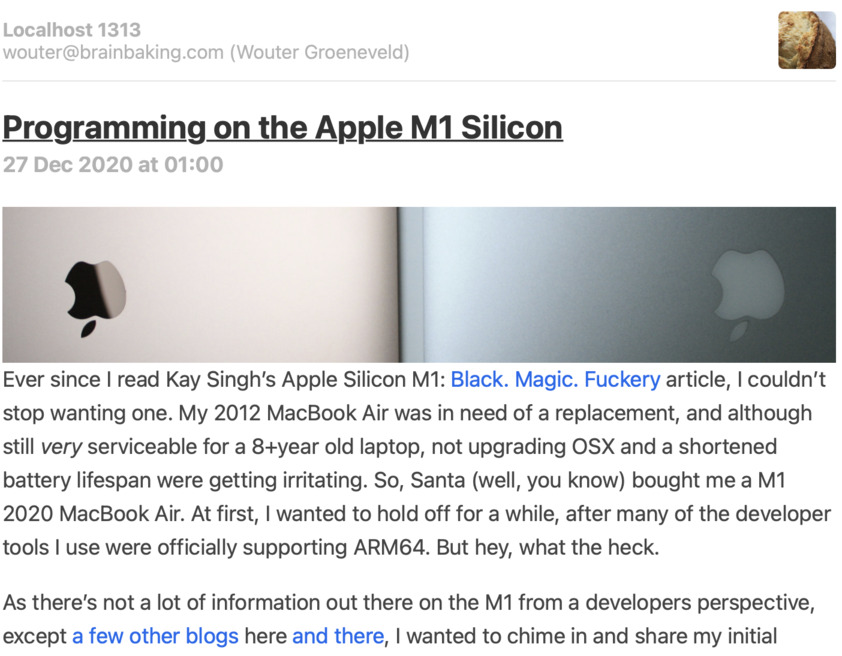 Localhost 1313
wouter@brainbaking.com (Wouter Groeneveld)
Programming on the Apple M1 Silicon
27 Dec 2020 at 01:00
Ever since I read Kay Singh’s Apple Silicon M1: Black. Magic. Fuckery article, I couldn’t
stop wanting one. My 2012 MacBook Air was in need of a replacement, and although
still very serviceable for a 8+year old laptop, not upgrading OSX and a shortened
battery lifespan were getting irritating. So, Santa (well, you know) bought me a M1
2020 MacBook Air. At first, I wanted to hold off for a while, after many of the developer
tools I use were officially supporting ARM64. But hey, what the heck.
As there’s not a lot of information out there on the M1 from a developers perspective,
except a few other blogs here and there, I wanted to chime in and share my initial